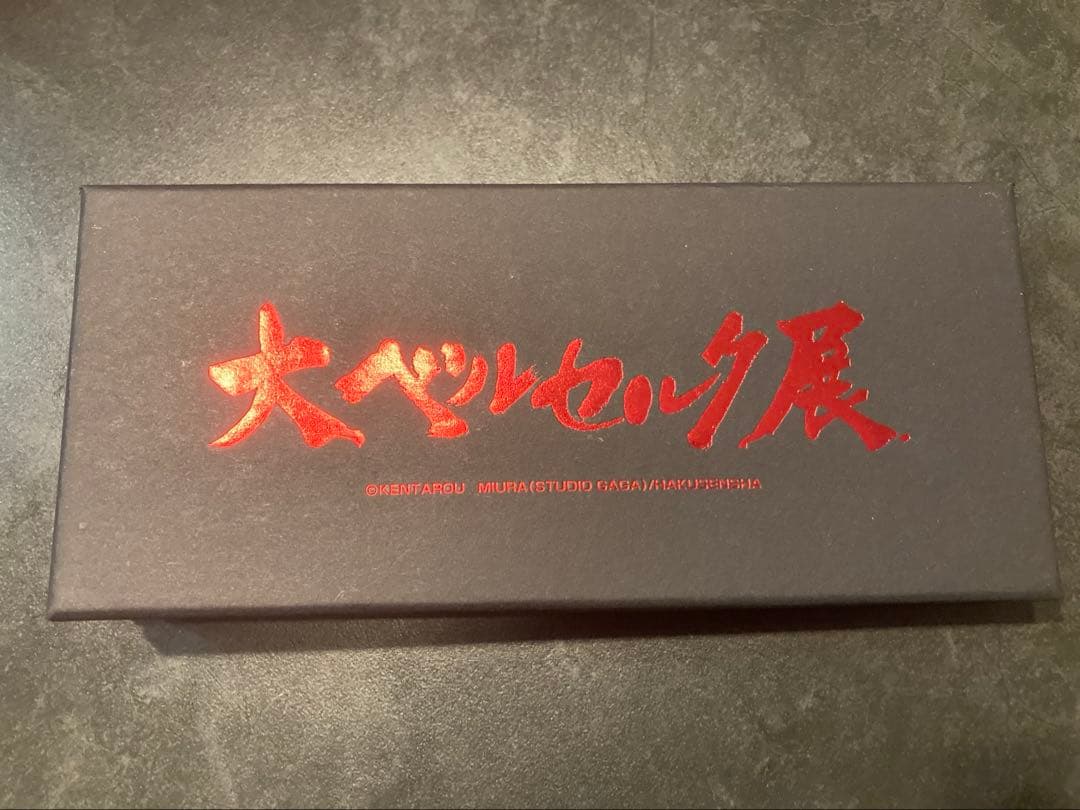 大ベルセルク展
©KENTAROU MIURA(STUDIO GAGA)/HAKUSENSHA